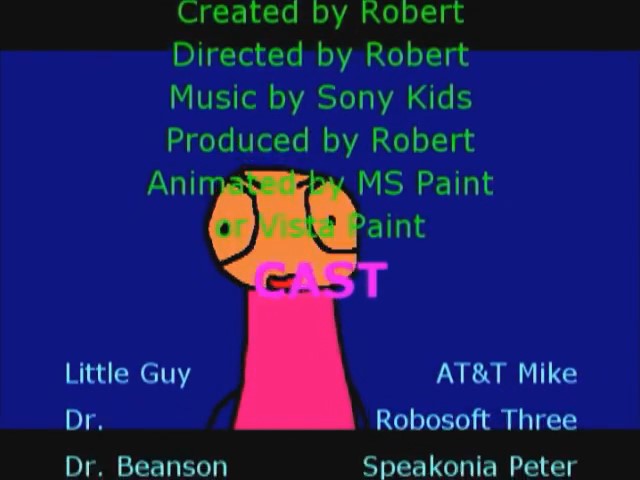 Created by Robert
Directed by Robert
Music by Sony Kids
Produced by Robert
Animated by MS Paint
or Vista Paint
CAST
Little Guy AT&T Mike
Dr. Robosoft Three
Dr. Beanson Speakonia Peter